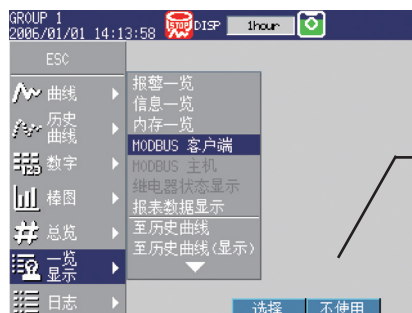 GROUP 1
2006/01/01 14:13:58 STOP DISP 1hour
ESC
曲线
历史
曲线
数字
棒图
总览
一览
显示
日志
报警一览
信息一览
内存一览
MODBUS 客户端
MODBUS 主机
继电器状态显示
报表数据显示
至历史曲线
至历史曲线(显示)
选择 不使用